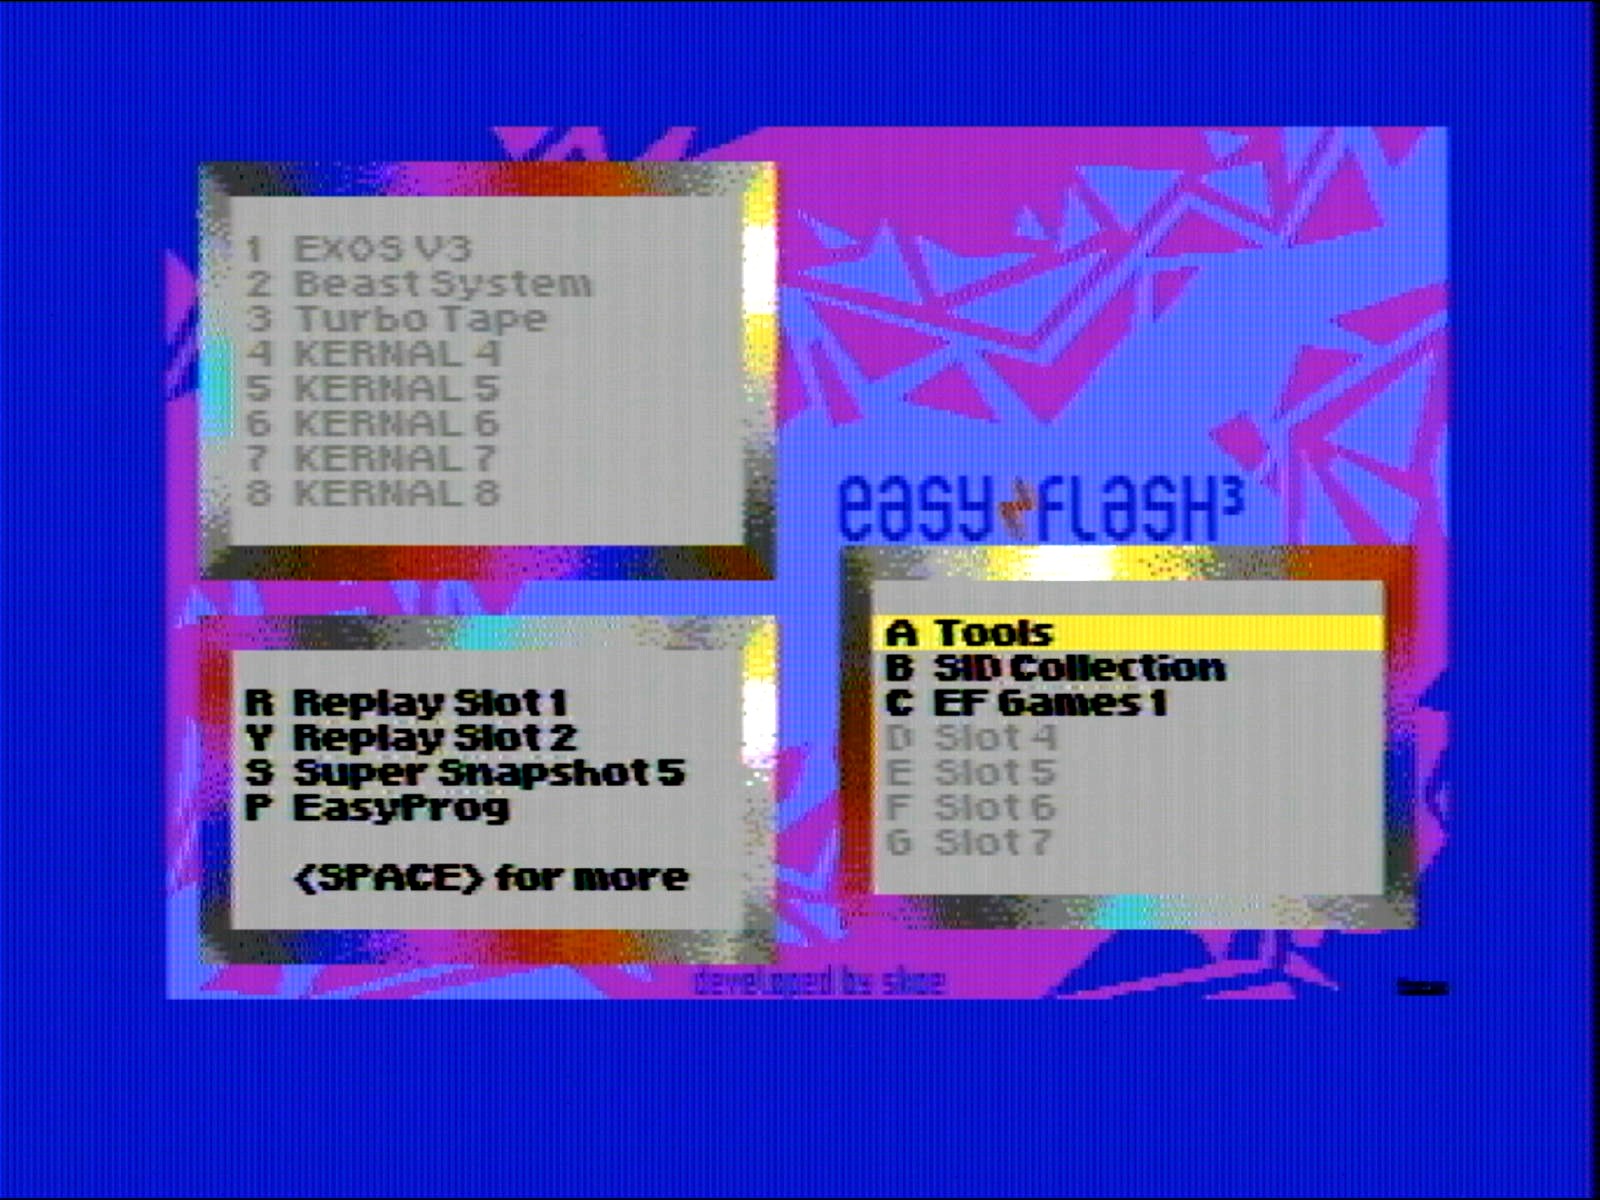 1 EXOS V3
2 Beast System
3 Turbo Tape
4 KERNAL 4
5 KERNAL 5
6 KERNAL 6
7 KERNAL 7
8 KERNAL 8
R Replay Slot 1
Y Replay Slot 2
S Super Snapshot 5
P EasyProg
<SPACE> for more
easy flash³
A Tools
B SID Collection
C EF Games 1
D Slot 4
E Slot 5
F Slot 6
G Slot 7
developed by skoe